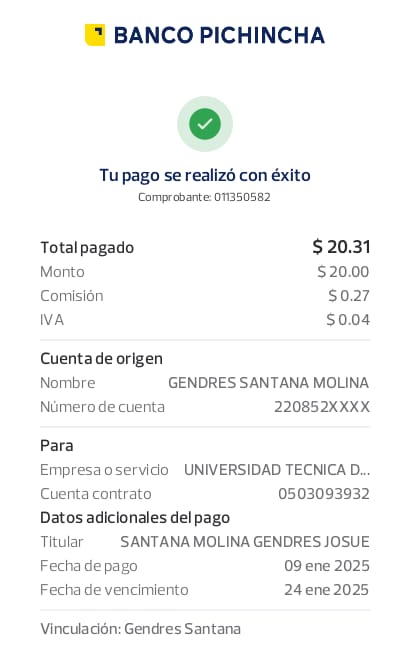 BANCO PICHINCHA
Tu pago se realizó con éxito
Comprobante: 011350582
Total pagado $ 20.31
Monto $ 20.00
Comisión $ 0.27
IVA $ 0.04
Cuenta de origen
Nombre GENDRES SANTANA MOLINA
Número de cuenta 220852XXXX
Para
Empresa o servicio UNIVERSIDAD TECNICA D...
Cuenta contrato 0503093932
Datos adicionales del pago
Titular SANTANA MOLINA GENDRES JOSUE
Fecha de pago 09 ene 2025
Fecha de vencimiento 24 ene 2025
Vinculación: Gendres Santana